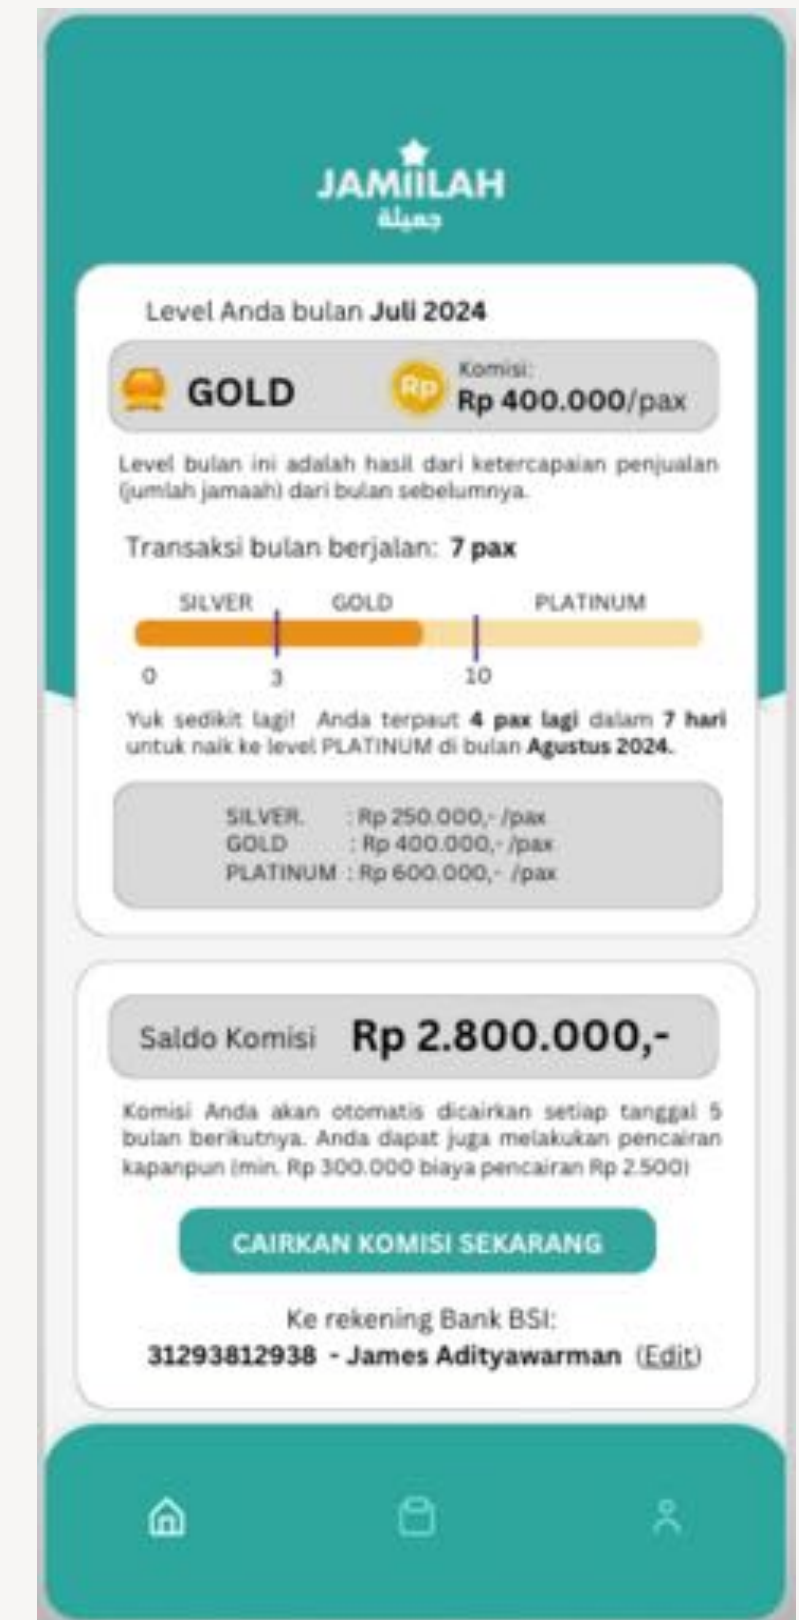 JAMIILAH
جميلة
Level Anda bulan Juli 2024
GOLD
Rp
Komisi:
Rp 400.000/pax
Level bulan ini adalah hasil dari ketercapaian penjualan
(jumlah jamaah) dari bulan sebelumnya.
Transaksi bulan berjalan: 7 pax
SILVER GOLD PLATINUM
0 3 10
Yuk sedikit lagi! Anda terpaut 4 pax lagi dalam 7 hari
untuk naik ke level PLATINUM di bulan Agustus 2024.
SILVER. : Rp 250.000,- /pax
GOLD : Rp 400.000,- /pax
PLATINUM : Rp 600.000,- /pax
Saldo Komisi Rp 2.800.000,-
Komisi Anda akan otomatis dicairkan setiap tanggal 5
bulan berikutnya. Anda dapat juga melakukan pencairan
kapanpun (min. Rp 300.000 biaya pencairan Rp 2.500)
CAIRKAN KOMISI SEKARANG
Ke rekening Bank BSI:
31293812938 - James Adityawarman (Edit)